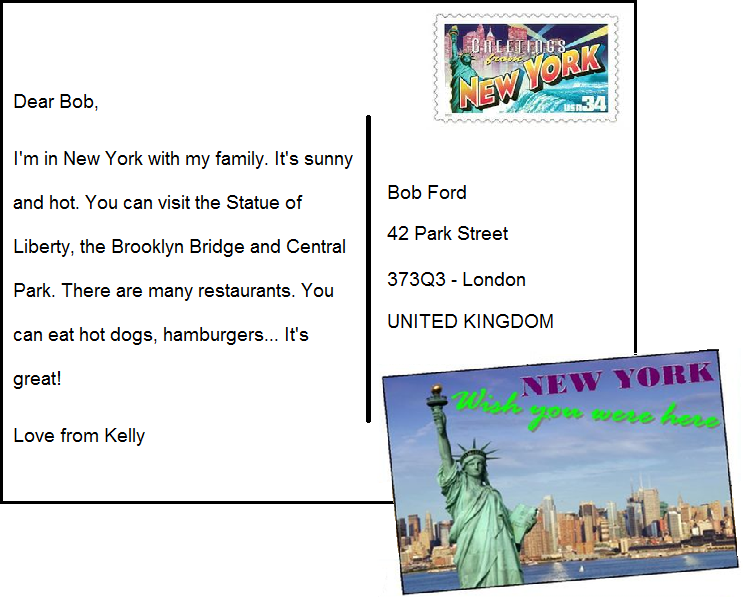 Dear Bob,
I'm in New York with my family. It's sunny
and hot. You can visit the Statue of
Liberty, the Brooklyn Bridge and Central
Park. There are many restaurants. You
can eat hot dogs, hamburgers... It's
great!
Love from Kelly
GREETINGS
from
NEW YORK
USA 34
Bob Ford
42 Park Street
373Q3 - London
UNITED KINGDOM
NEW YORK
Wish you were here